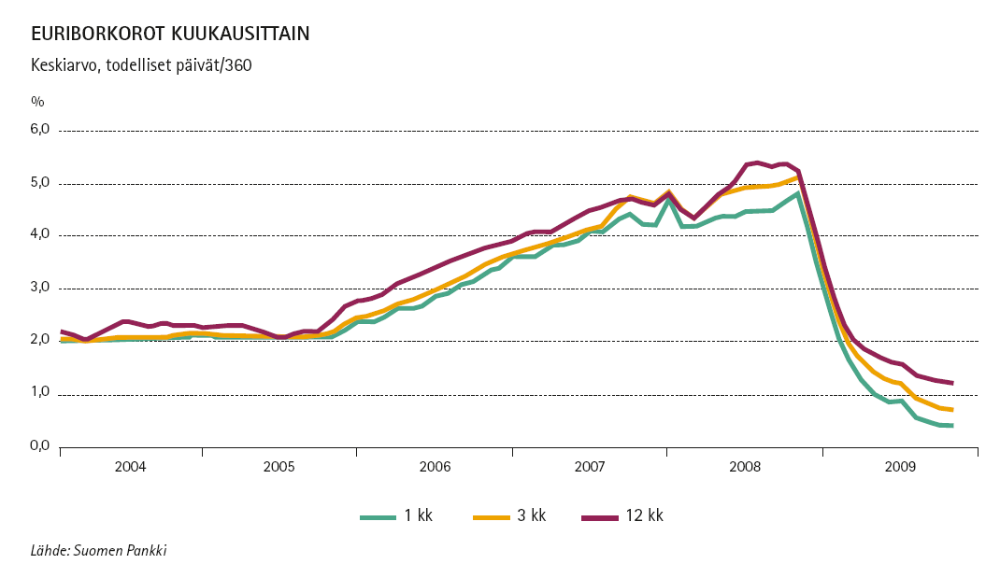 EURIBORKOROT KUUKAUSITTAIN
Keskiarvo, todelliset päivät/360
%
6,0
5,0
4,0
3,0
2,0
1,0
0,0
2004 2005 2006 2007 2008 2009
1 kk 3 kk 12 kk
Lähde: Suomen Pankki